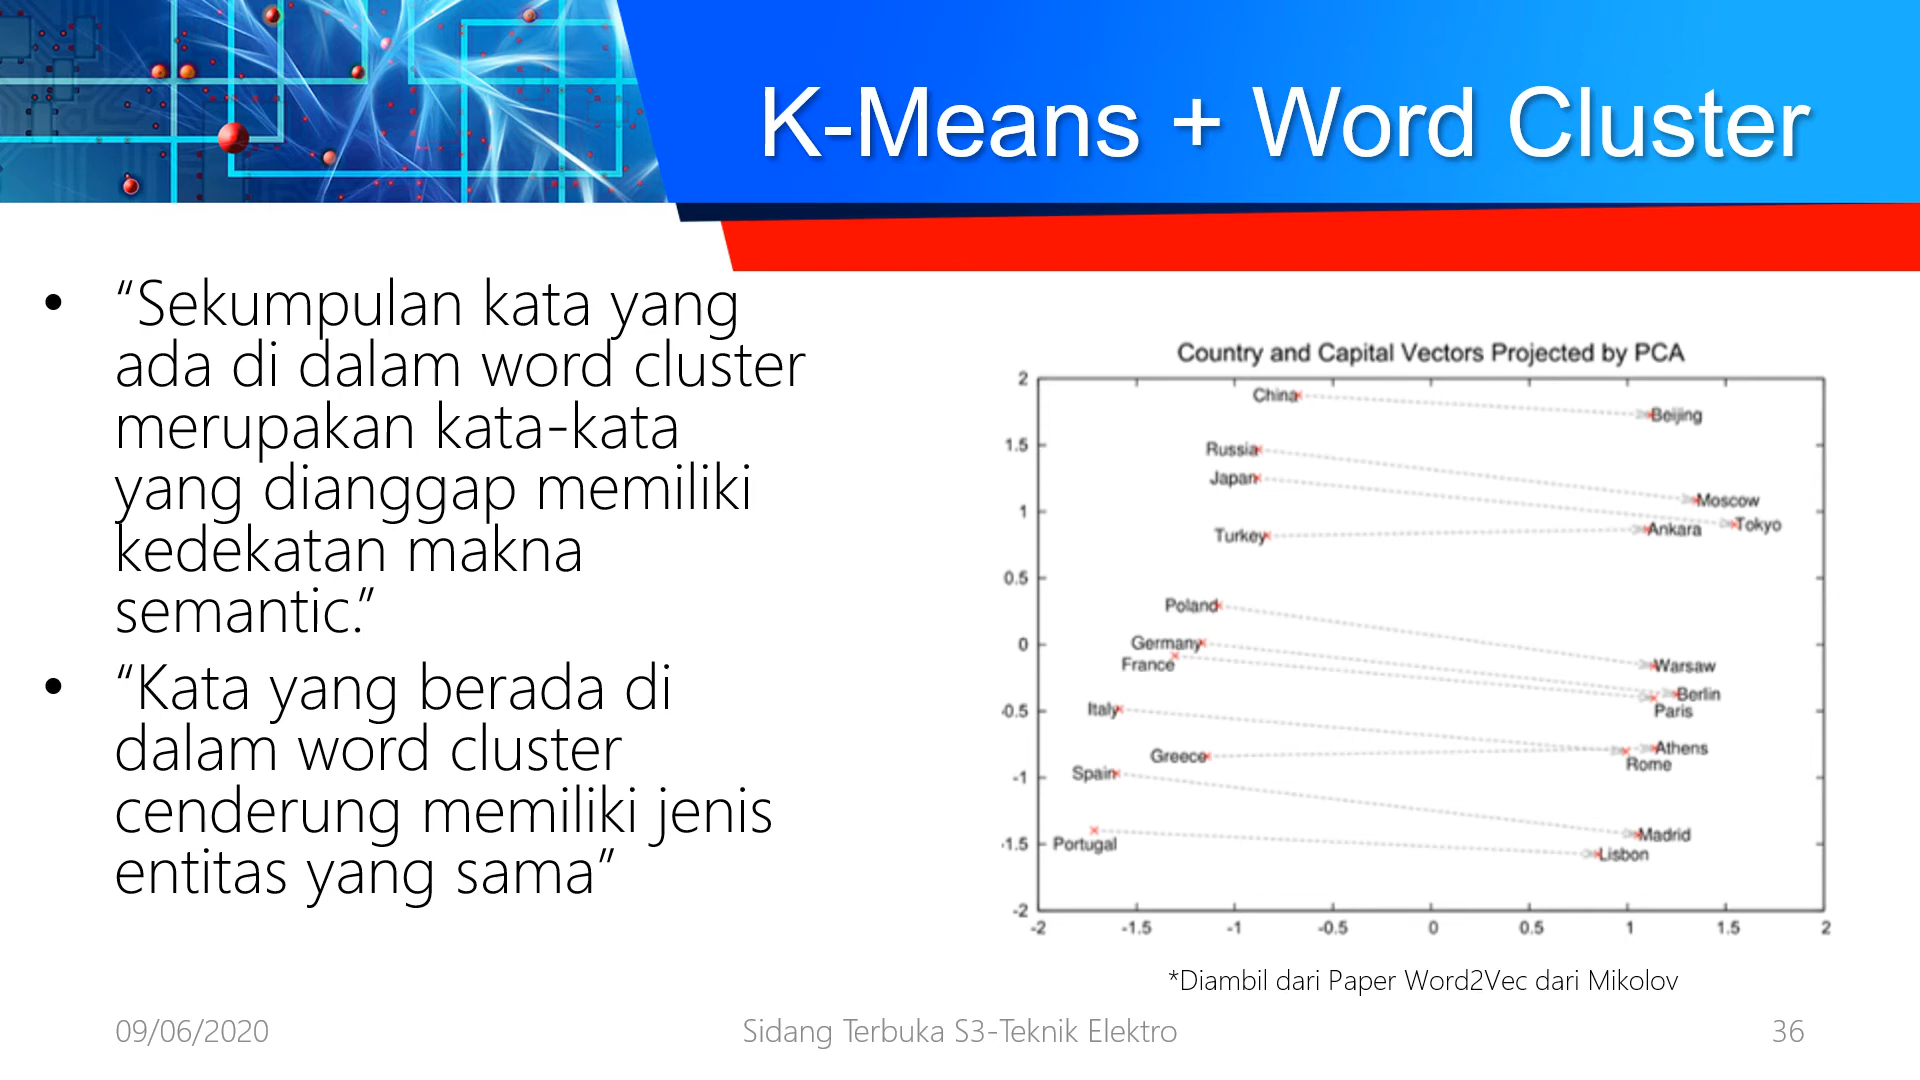 K-Means + Word Cluster
• “Sekumpulan kata yang
ada di dalam word cluster
merupakan kata-kata
yang dianggap memiliki
kedekatan makna
semantic.”
• “Kata yang berada di
dalam word cluster
cenderung memiliki jenis
entitas yang sama”
Country and Capital Vectors Projected by PCA
2
1.5
1
0.5
0
-0.5
-1
-1.5
-2
China
Beijing
Russia
Japan
Moscow
Tokyo
Turkey
Ankara
Poland
Germany
France
Warsaw
Berlin
Paris
Italy
Greece
Athens
Rome
Spain
Madrid
Portugal
Lisbon
-2 -1.5 -1 -0.5 0 0.5 1 1.5 2
*Diambil dari Paper Word2Vec dari Mikolov
09/06/2020
Sidang Terbuka S3-Teknik Elektro
36